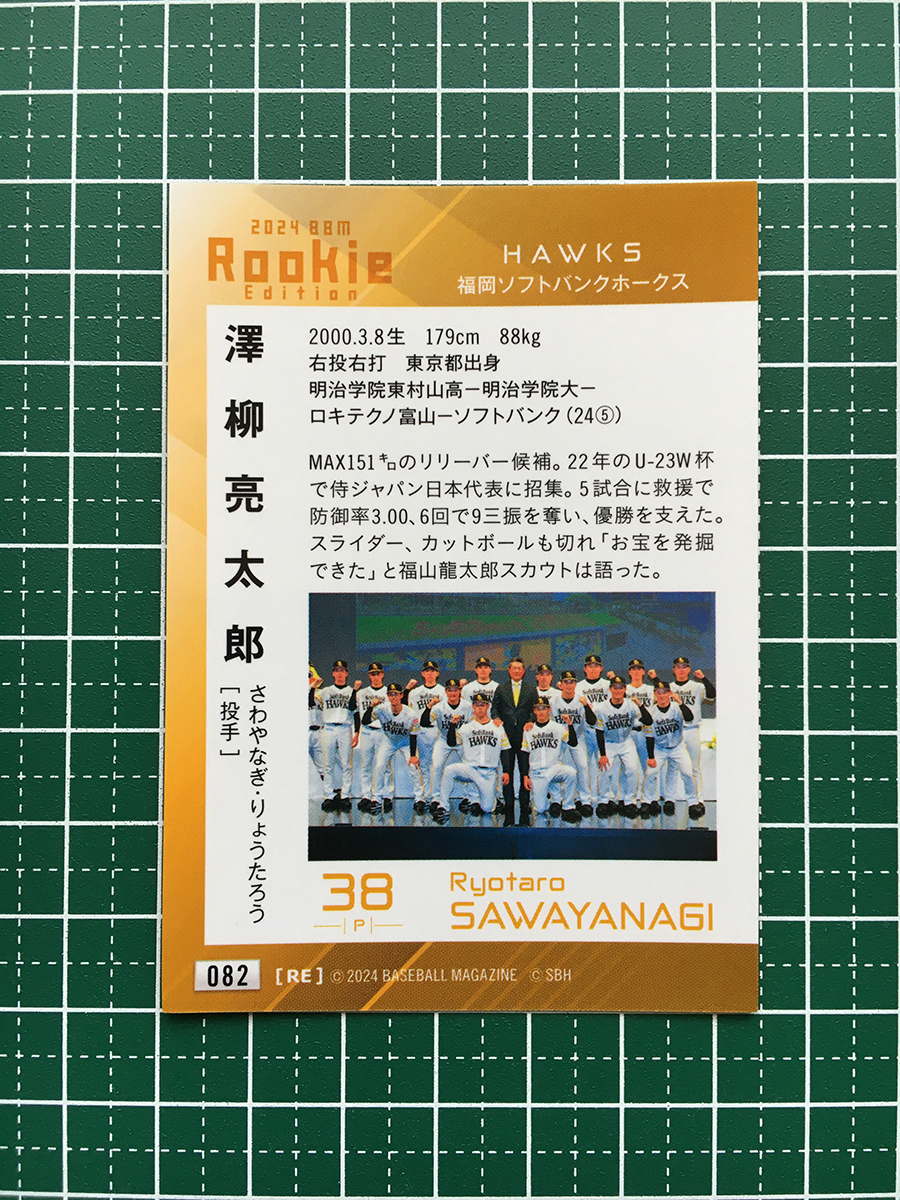 2024 BBM
Rookie
Edition
HAWKS
福岡ソフトバンクホークス
澤柳亮太郎
さわやなぎ・りょうたろう
[投手]
2000.3.8生　179cm　88kg
右投右打　東京都出身
明治学院東村山高ー明治学院大ー
ロキテクノ富山ーソフトバンク(24⑤)
MAX151㌔のリリーバー候補。22年のU-23W杯
で侍ジャパン日本代表に招集。5試合に救援で
防御率3.00、6回で9三振を奪い、優勝を支えた。
スライダー、カットボールも切れ「お宝を発掘
できた」と福山龍太郎スカウトは語った。
38
P
Ryotaro
SAWAYANAGI
082 [RE] ©2024 BASEBALL MAGAZINE ©SBH